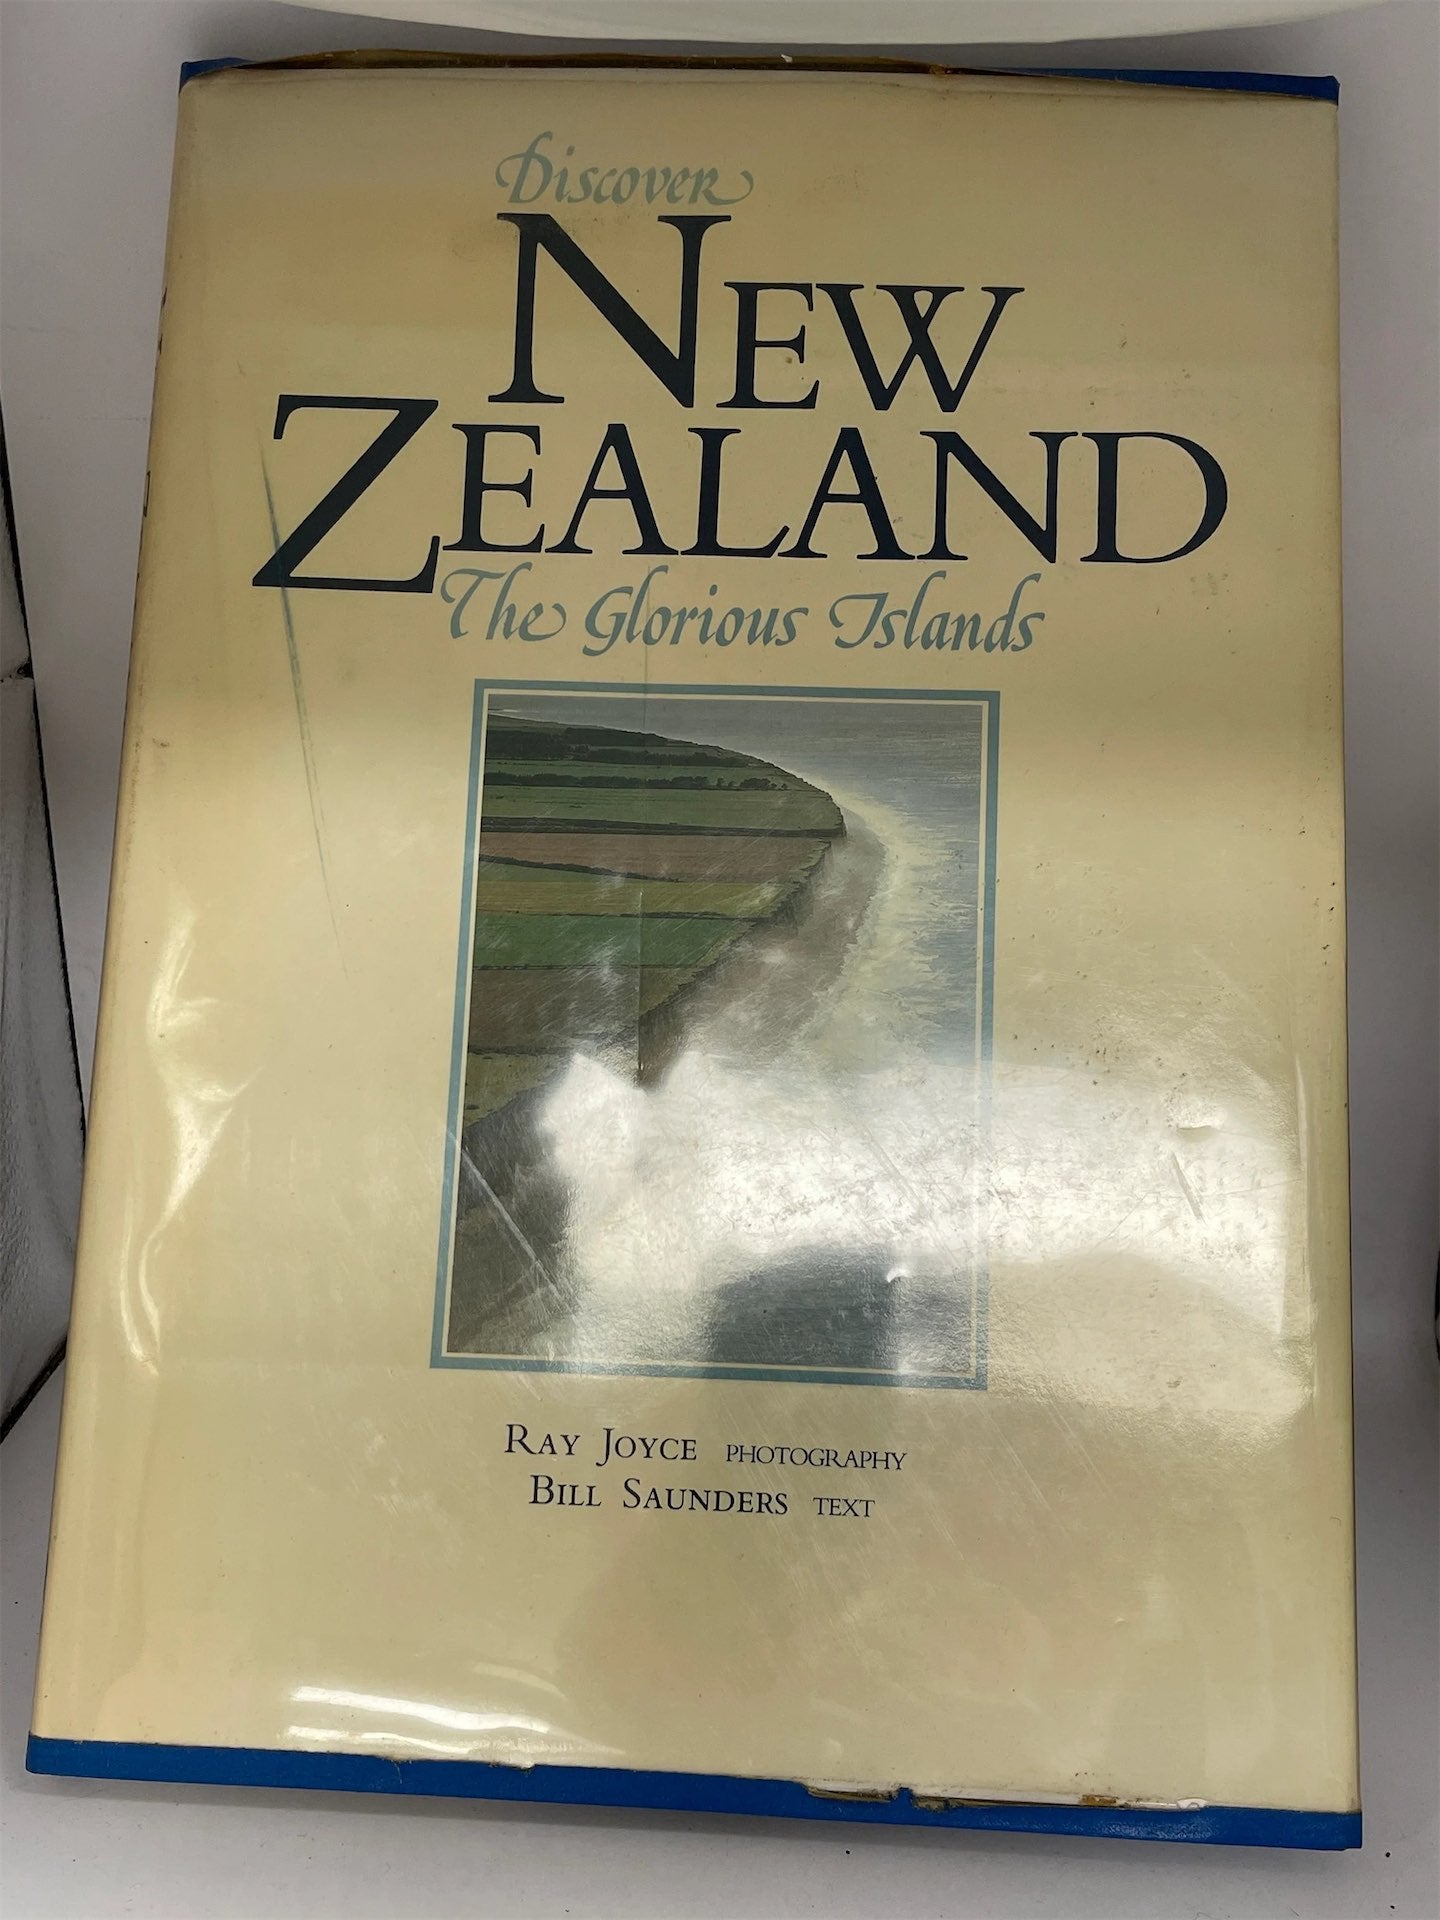 Discover
NEW
ZEALAND
The Glorious Islands
RAY JOYCE PHOTOGRAPHY
BILL SAUNDERS TEXT